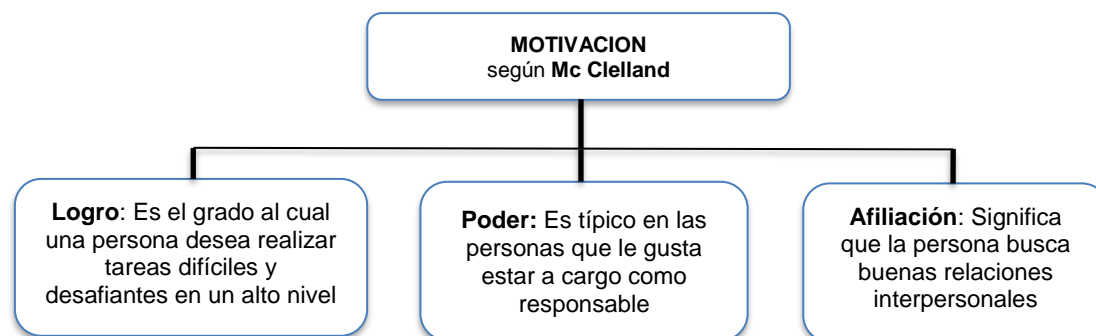 MOTIVACION
según Mc Clelland
Logro: Es el grado al cual
una persona desea realizar
tareas difíciles y
desafiantes en un alto nivel
Poder: Es típico en las
personas que le gusta
estar a cargo como
responsable
Afiliación: Significa
que la persona busca
buenas relaciones
interpersonales